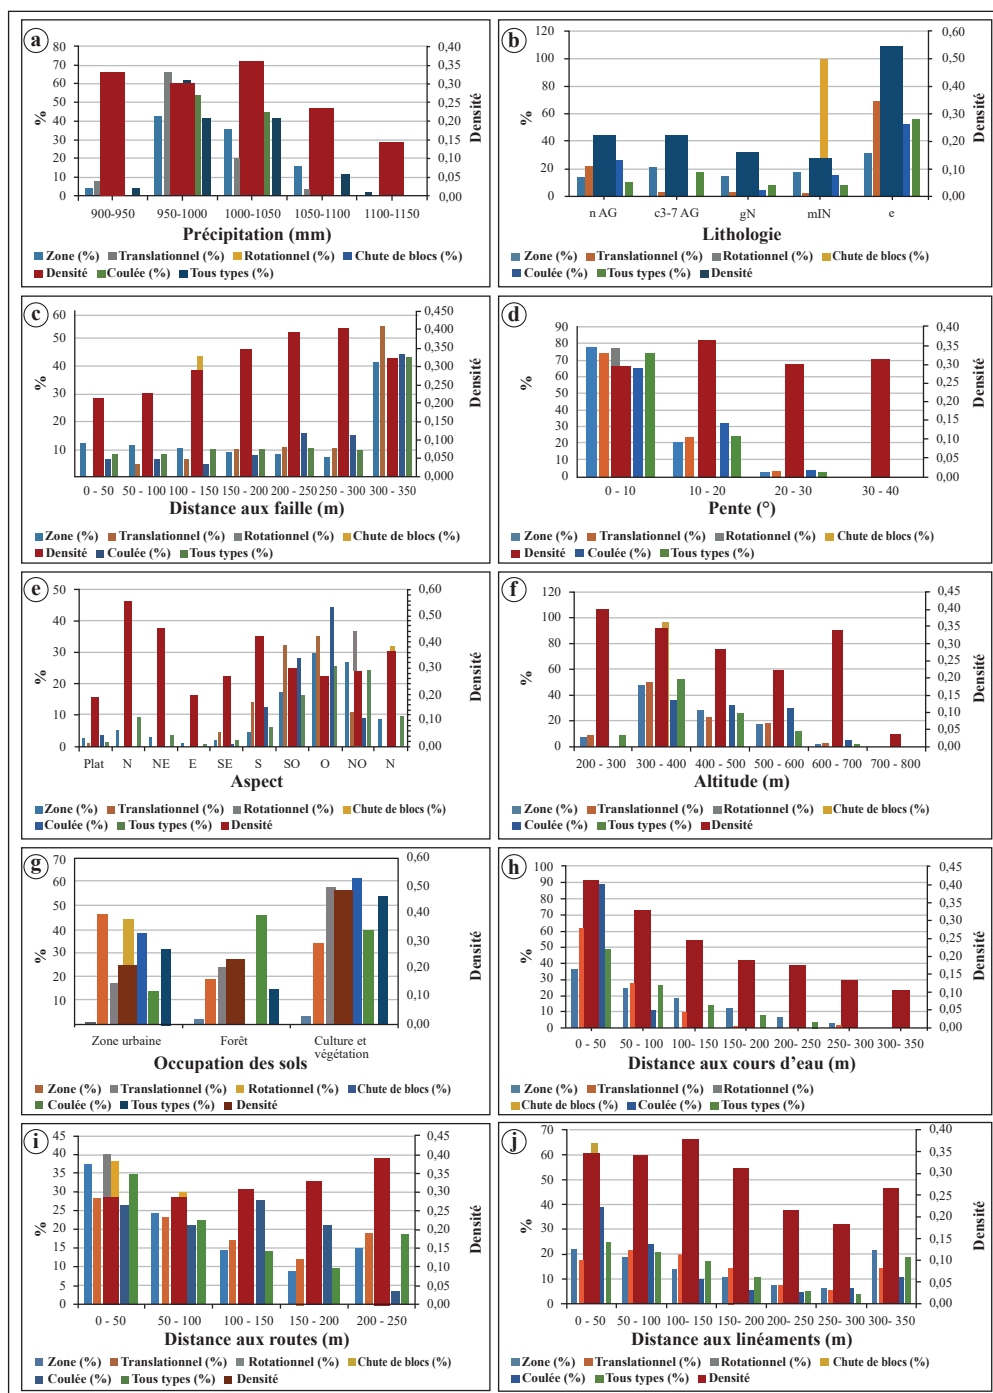 a
80
70
60
50
40
30
20
10
0
%
0,40
0,35
0,30
0,25
0,20
0,15
0,10
0,05
0,00
Densité
900-950 950-1000 1000-1050 1050-1100 1100-1150
Précipitation (mm)
Zone (%) Translationnel (%) Rotationnel (%) Chute de blocs (%)
Densité Coulée (%) Tous types (%)
b
120
100
80
60
40
20
0
%
0,60
0,50
0,40
0,30
0,20
0,10
0,00
Densité
n AG c3-7 AG gN mIN e
Lithologie
Zone (%) Translationnel (%) Rotationnel (%) Chute de blocs (%)
Coulée (%) Tous types (%) Densité
c
60
50
40
30
20
10
%
0,450
0,400
0,350
0,300
0,250
0,200
0,150
0,100
0,050
0,000
Densité
0 - 50 50 - 100 100 - 150 150 - 200 200 - 250 250 - 300 300 - 350
Distance aux faille (m)
Zone (%) Translationnel (%) Rotationnel (%) Chute de blocs (%)
Densité Coulée (%) Tous types (%)
d
90
80
70
60
50
40
30
20
10
0
%
0,40
0,35
0,30
0,25
0,20
0,15
0,10
0,05
0,00
Densité
0 - 10 10 - 20 20 - 30 30 - 40
Pente (°)
Zone (%) Translationnel (%) Rotationnel (%) Chute de blocs (%)
Densité Coulée (%) Tous types (%)
e
50
40
30
20
10
0
%
0,60
0,50
0,40
0,30
0,20
0,10
0,00
Densité
Plat N NE E SE S SO O NO N
Aspect
Zone (%) Translationnel (%) Rotationnel (%) Chute de blocs (%)
Coulée (%) Tous types (%) Densité
f
120
100
80
60
40
20
0
%
0,45
0,40
0,35
0,30
0,25
0,20
0,15
0,10
0,05
0,00
Densité
200 - 300 300 - 400 400 - 500 500 - 600 600 - 700 700 - 800
Altitude (m)
Zone (%) Translationnel (%) Rotationnel (%) Chute de blocs (%)
Coulée (%) Tous types (%) Densité
g
70
60
50
40
30
20
10
%
0,60
0,50
0,40
0,30
0,20
0,10
0,00
Densité
Zone urbaine Forêt Culture et
végétation
Occupation des sols
Zone (%) Translationnel (%) Rotationnel (%) Chute de blocs (%)
Coulée (%) Tous types (%) Densité
h
100
90
80
70
60
50
40
30
20
10
0
%
0,45
0,40
0,35
0,30
0,25
0,20
0,15
0,10
0,05
0,00
Densité
0 - 50 50 - 100 100- 150 150- 200 200- 250 250- 300 300- 350
Distance aux cours d’eau (m)
Zone (%) Translationnel (%) Rotationnel (%)
Chute de blocs (%) Coulée (%) Tous types (%)
i
45
40
35
30
25
20
15
10
5
0
%
0,45
0,40
0,35
0,30
0,25
0,20
0,15
0,10
0,05
0,00
Densité
0 - 50 50 - 100 100 - 150 150 - 200 200 - 250
Distance aux routes (m)
Zone (%) Translationnel (%) Rotationnel (%) Chute de blocs (%)
Coulée (%) Tous types (%) Densité
j
70
60
50
40
30
20
10
0
%
0,40
0,35
0,30
0,25
0,20
0,15
0,10
0,05
0,00
Densité
0 - 50 50 - 100 100- 150 150- 200 200- 250 250- 300 300- 350
Distance aux linéaments (m)
Zone (%) Translationnel (%) Rotationnel (%) Chute de blocs (%)
Coulée (%) Tous types (%) Densité